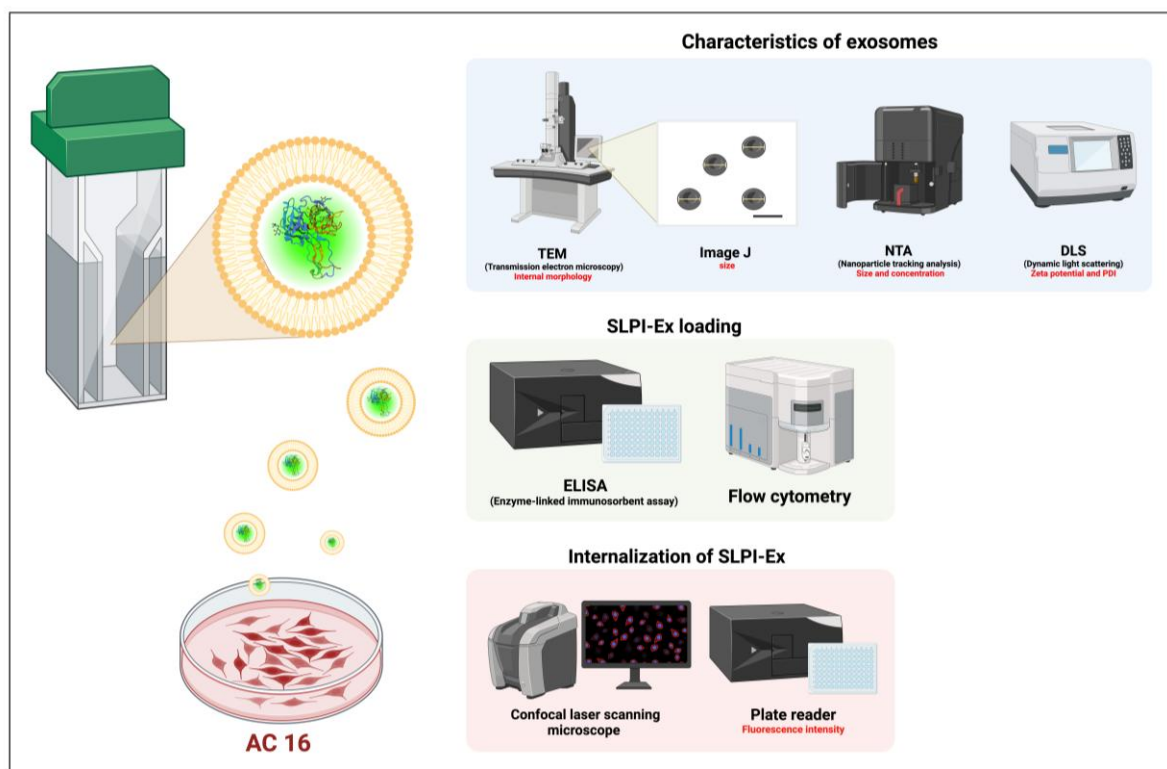 Characteristics of exosomes
TEM
(Transmission electron microscopy)
Internal morphology
Image J
size
NTA
(Nanoparticle tracking analysis)
Size and concentration
DLS
(Dynamic light scattering)
Zeta potential and PDI
SLPI-Ex loading
ELISA
(Enzyme-linked immunosorbent assay)
Flow cytometry
Internalization of SLPI-Ex
Confocal laser scanning
microscope
Plate reader
Fluorescence intensity
AC 16